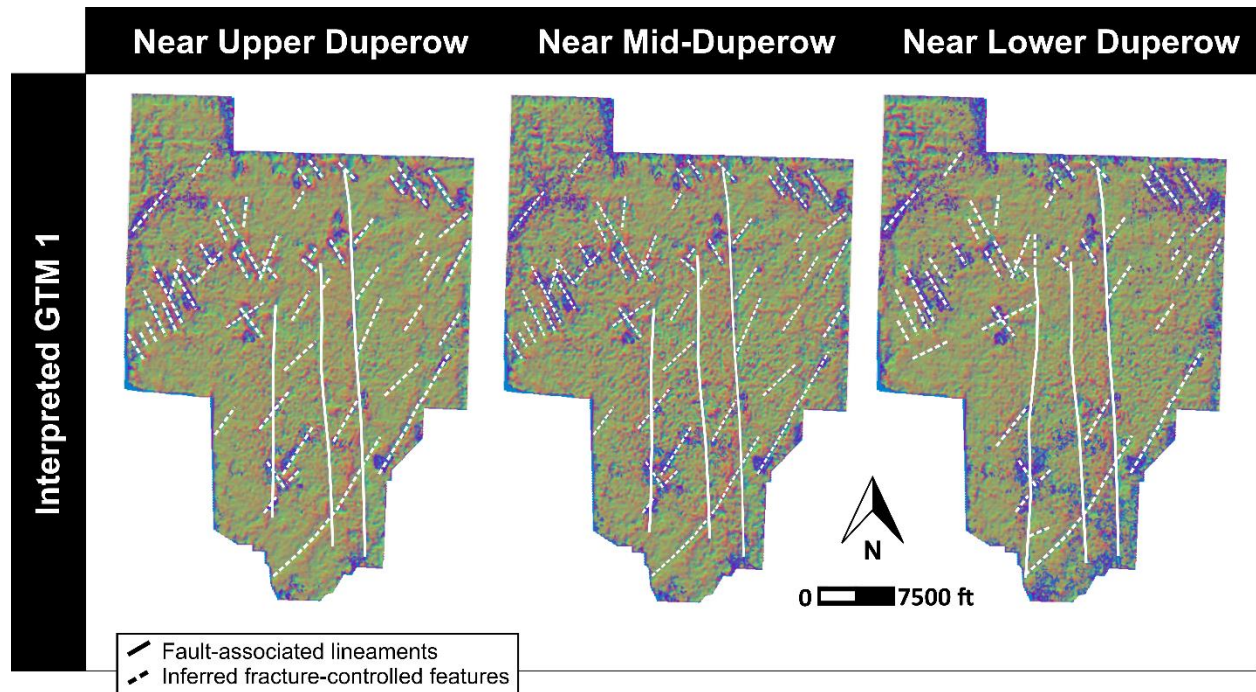 Near Upper Duperow
Near Mid-Duperow
Near Lower Duperow
Interpreted GTM 1
N
0 7500 ft
Fault-associated lineaments
Inferred fracture-controlled features